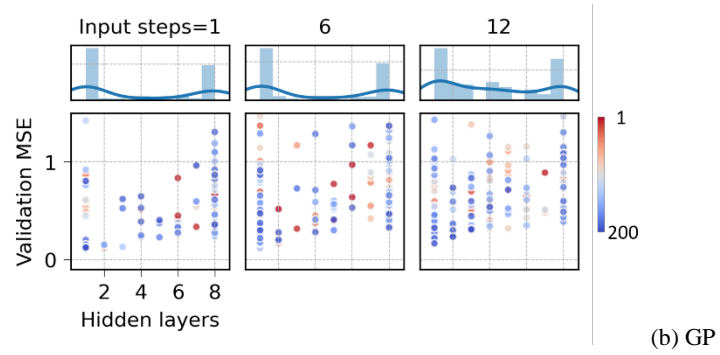 Input steps=1
6
12
Validation MSE
1
0
2
4
6
8
Hidden layers
1
200
(b) GP